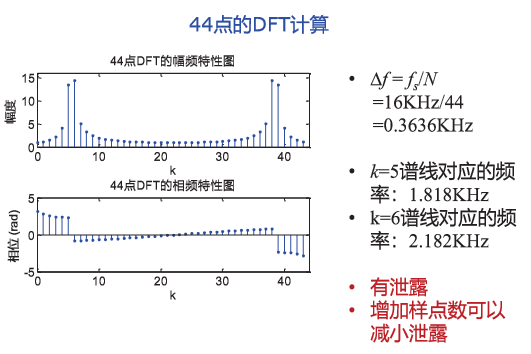 44点的DFT计算
44点DFT的幅频特性图
幅度
15
10
5
0
0 10 20 30 40
k
44点DFT的相频特性图
相位 (rad)
5
0
-5
0 10 20 30 40
k
• Δf = fs/N
=16KHz/44
=0.3636KHz
• k=5谱线对应的频
率：1.818KHz
• k=6谱线对应的频
率：2.182KHz
• 有泄露
• 增加样点数可以
减小泄露